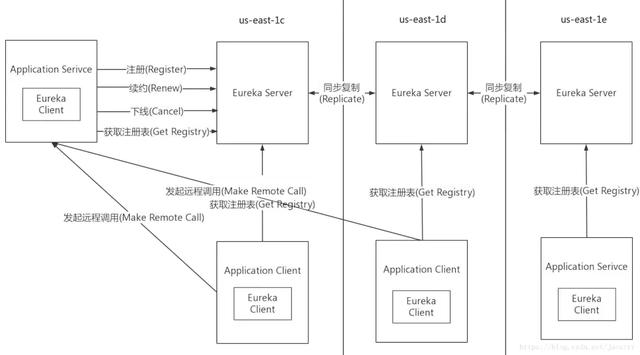 us-east-1c
us-east-1d
us-east-1e
Application Serivce
Eureka
Client
注册(Register)
续约(Renew)
下线(Cancel)
获取注册表(Get Registry)
Eureka Server
同步复制
(Replicate)
Eureka Server
同步复制
(Replicate)
Eureka Server
发起远程调用(Make Remote Call)
获取注册表(Get Registry)
发起远程调用(Make Remote Call)
获取注册表(Get Registry)
获取注册表(Get Registry)
Application Client
Eureka
Client
Application Client
Eureka
Client
Application Serivce
Eureka
Client